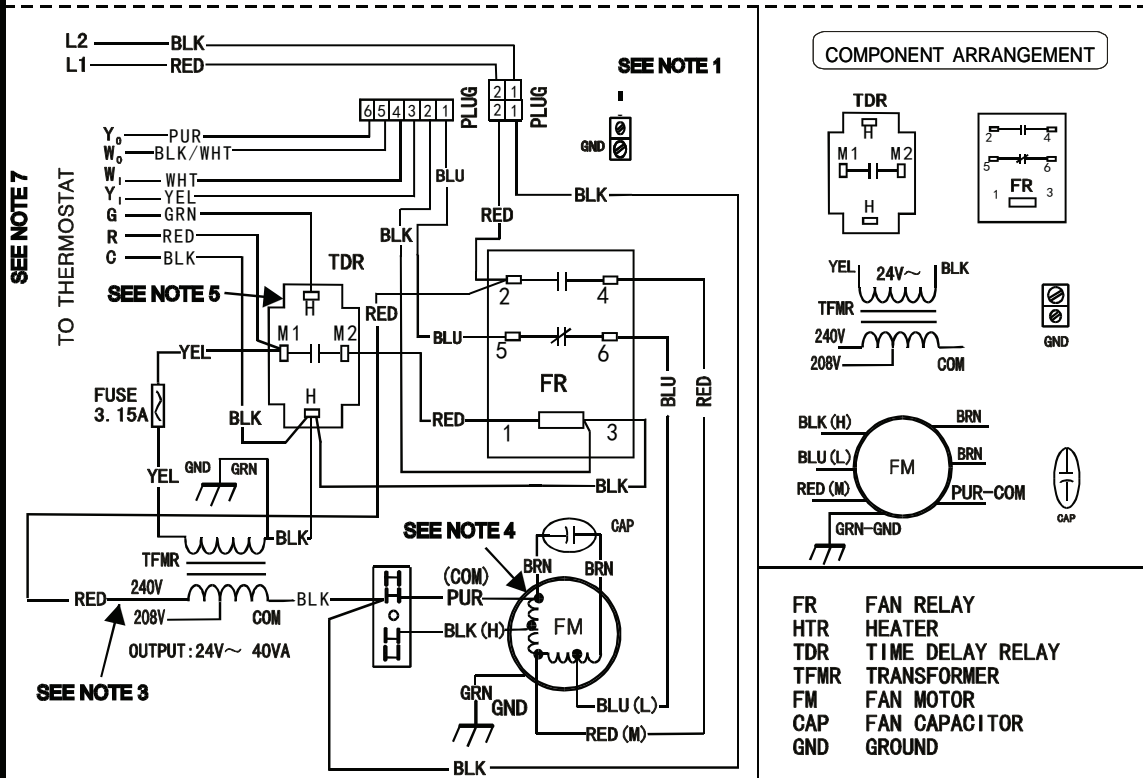 L2 BLK
L1 RED
SEE NOTE 1
2 1
2 1
PLUG
6 5 4 3 2 1
PLUG
GND
SEE NOTE 7
TO THERMOSTAT
Y₀ PUR
W₀ BLK/WHT
W₁ WHT
Y₁ YEL
G GRN
R RED
C BLK
BLU
BLK
RED
BLK
TDR
SEE NOTE 5
H
M1 M2
H
RED
2 4
BLU
5 6
FR
RED
1 3
BLU
RED
YEL
FUSE
3.15A
BLK
YEL
GND GRN
BLK
BLK
TFMR
RED
240V
208V
COM
BLK
OUTPUT:24V~ 40VA
SEE NOTE 3
SEE NOTE 4
CAP
BRN BRN
(COM)
PUR
BLK(H)
FM
GRN
GND
BLU(L)
RED(M)
BLK
COMPONENT ARRANGEMENT
TDR
H
M1 M2
H
2 4
5 6
FR
1 3
YEL 24V~ BLK
TFMR
240V
208V
COM
GND
BLK(H)
BLU(L)
RED(M)
FM
BRN
BRN
PUR-COM
GRN-GND
CAP
FR FAN RELAY
HTR HEATER
TDR TIME DELAY RELAY
TFMR TRANSFORMER
FM FAN MOTOR
CAP FAN CAPACITOR
GND GROUND